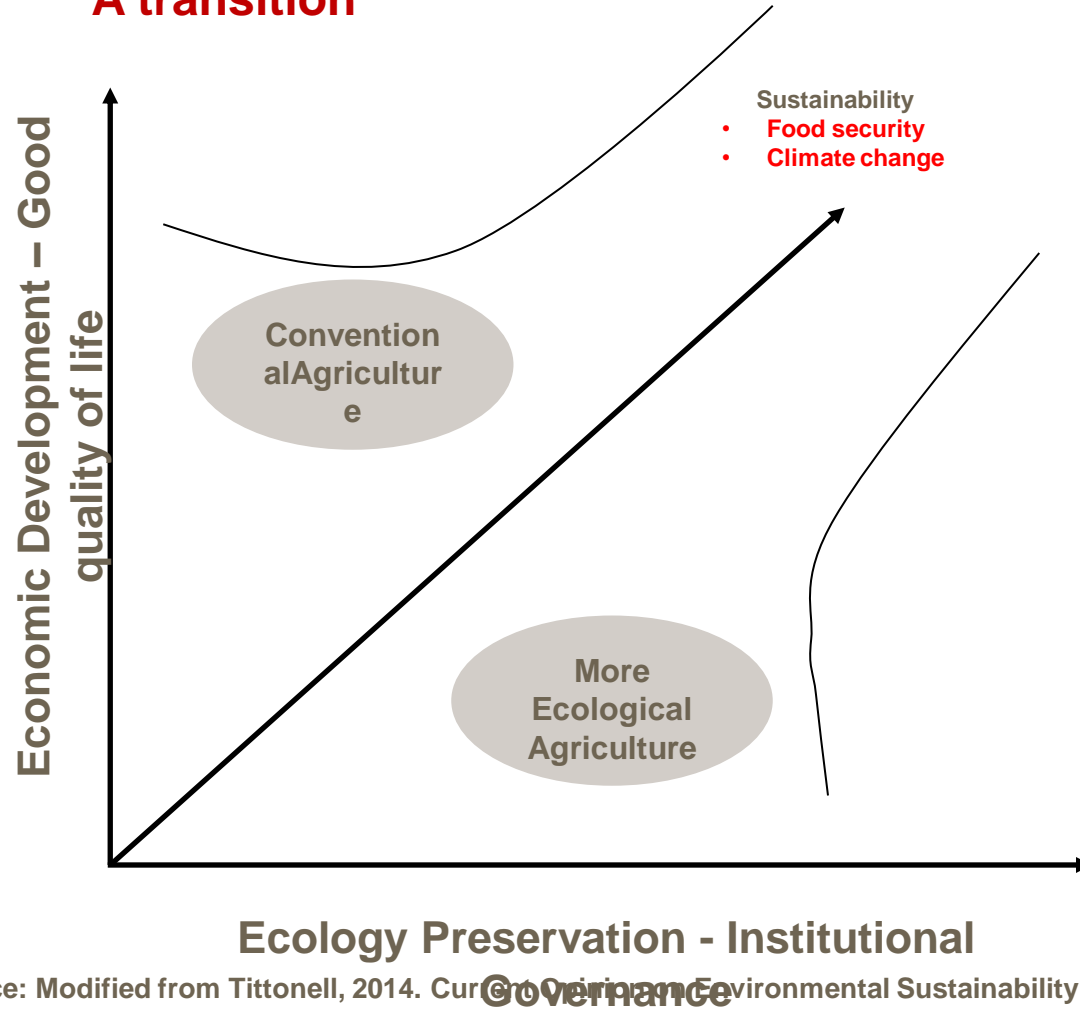 A transition
Sustainability
• Food security
• Climate change
Economic Development – Good
quality of life
Convention
alAgricultur
e
More
Ecological
Agriculture
Ecology Preservation - Institutional
Governance
ce: Modified from Tittonell, 2014. Current Opinion on Environmental Sustainability